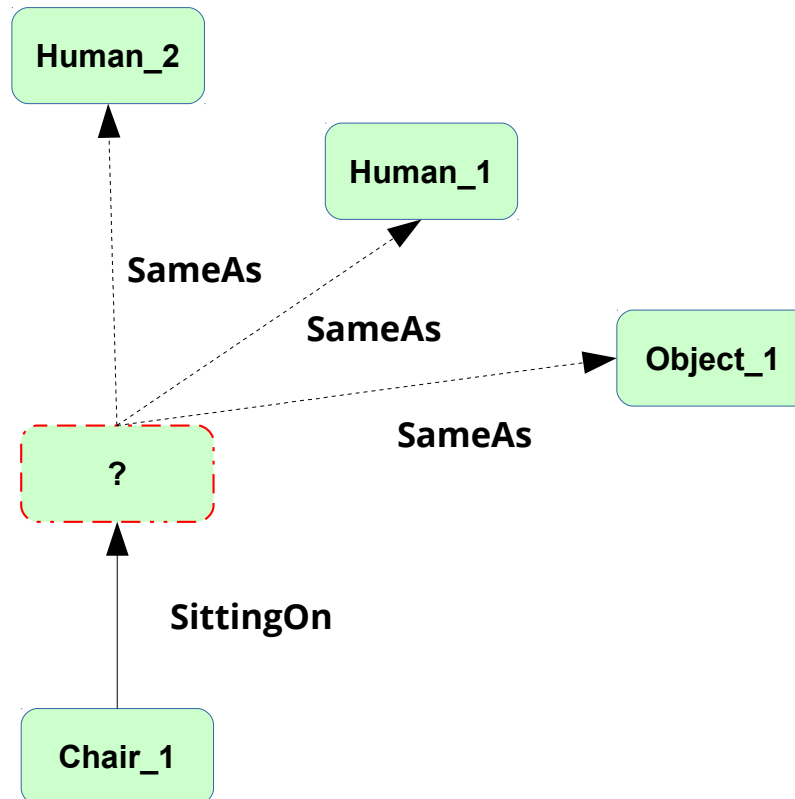 Human_2
Human_1
SameAs
SameAs
Object_1
SameAs
?
SittingOn
Chair_1